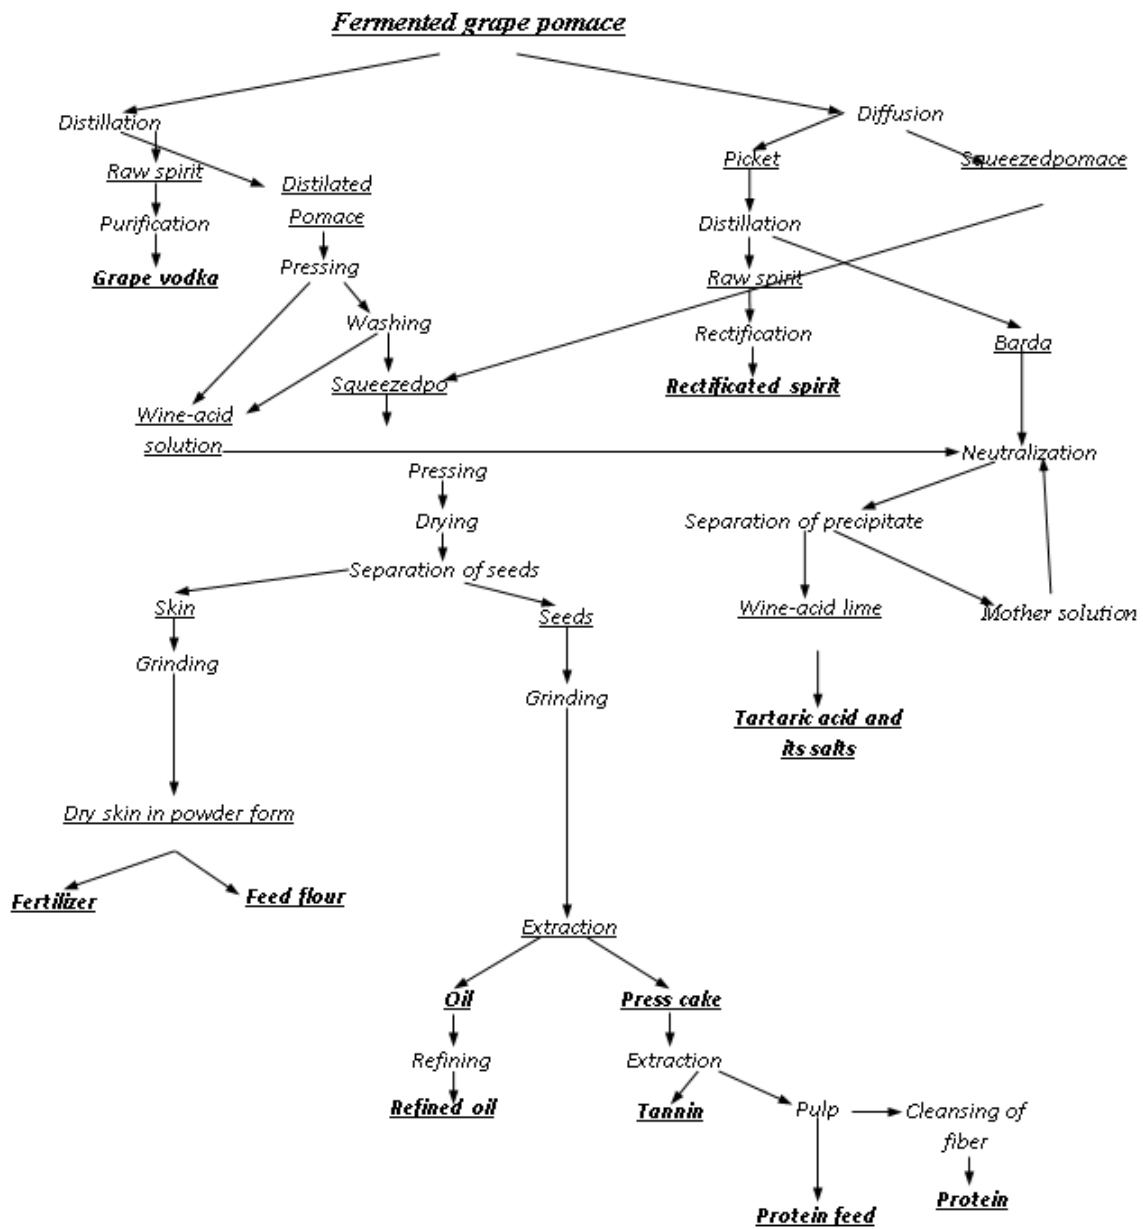 Fermented grape pomace
Distillation
Diffusion
Raw spirit
Distilated
Pomace
Picket
Squeezedpomace
Purification
Distillation
Grape vodka
Pressing
Raw spirit
Washing
Rectification
Barda
Squeezedpo
Rectificated spirit
Wine-acid
solution
Neutralization
Pressing
Drying
Separation of precipitate
Separation of seeds
Skin
Seeds
Wine-acid lime
Mother solution
Grinding
Grinding
Tartaric acid and
its salts
Dry skin in powder form
Fertilizer
Feed flour
Extraction
Oil
Press cake
Refining
Extraction
Refined oil
Tannin
Pulp
Cleansing of
fiber
Protein feed
Protein